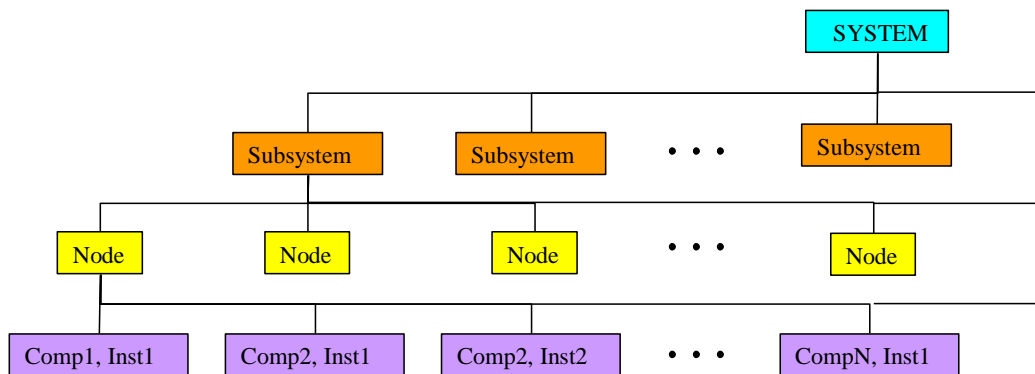 SYSTEM
Subsystem
Subsystem
• • •
Subsystem
Node
Node
Node
• • •
Node
Comp1, Inst1
Comp2, Inst1
Comp2, Inst2
• • •
CompN, Inst1